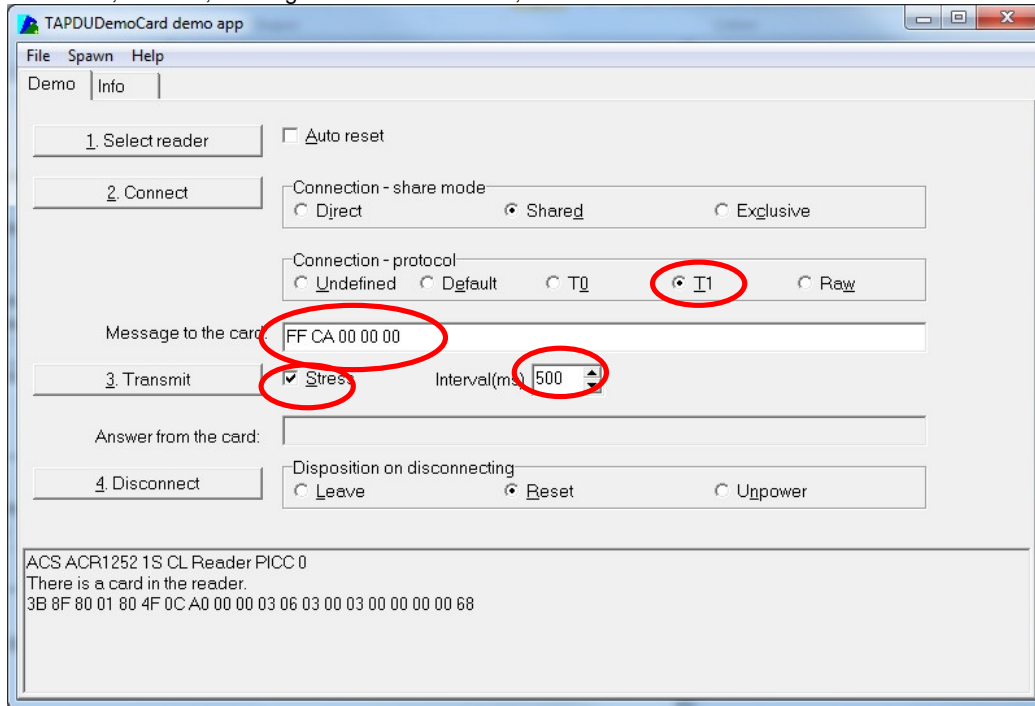 TAPDUDemoCard demo app
File Spawn Help
Demo Info
1. Select reader Auto reset
2. Connect Connection - share mode
Direct Shared Exclusive
Connection - protocol
Undefined Default T0 T1 Raw
Message to the card: FF CA 00 00 00
3. Transmit Stress Interval(ms) 500
Answer from the card:
4. Disconnect Disposition on disconnecting
Leave Reset Unpower
ACS ACR1252 1S CL Reader PICC 0
There is a card in the reader.
3B 8F 80 01 80 4F 0C A0 00 00 03 06 03 00 03 00 00 00 00 68